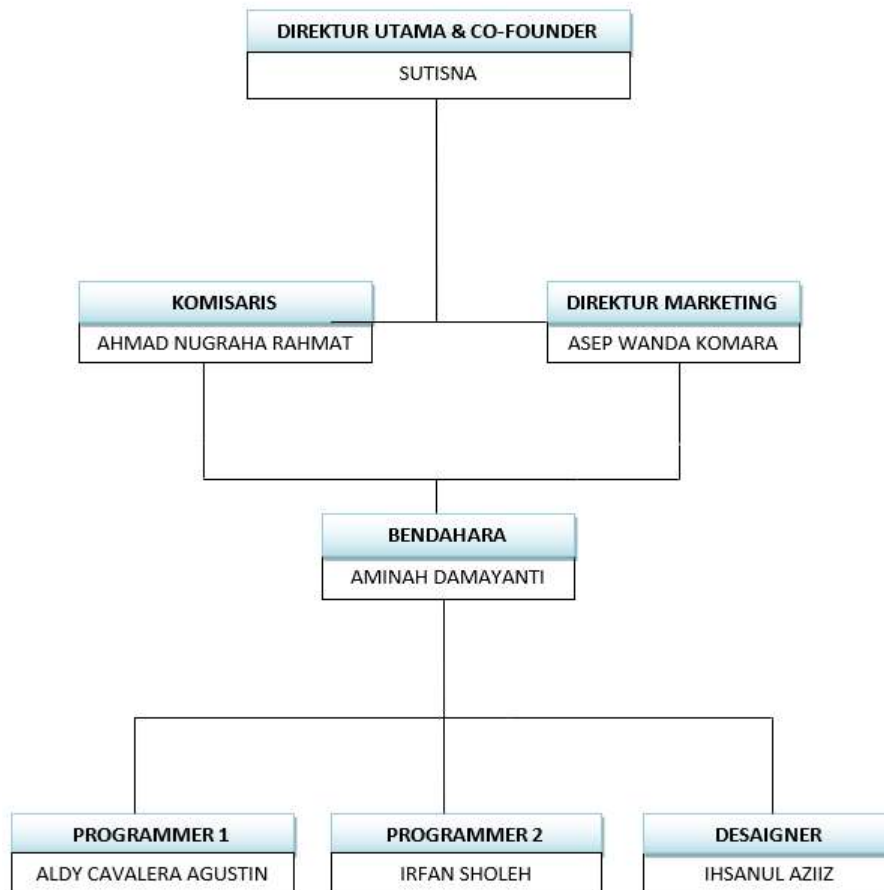 DIREKTUR UTAMA & CO-FOUNDER
SUTISNA
KOMISARIS
AHMAD NUGRAHA RAHMAT
DIREKTUR MARKETING
ASEP WANDA KOMARA
BENDAHARA
AMINAH DAMAYANTI
PROGRAMMER 1
ALDY CAVALERA AGUSTIN
PROGRAMMER 2
IRFAN SHOLEH
DESAIGNER
IHSANUL AZIIZ